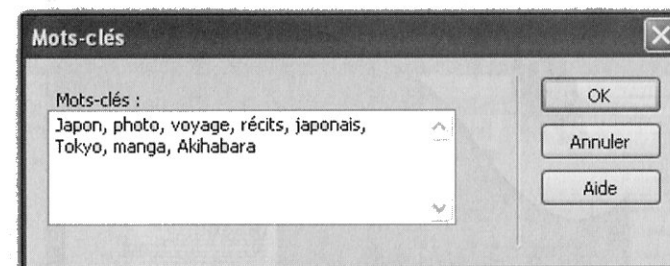 Mots-clés
Mots-clés :
Japon, photo, voyage, récits, japonais,
Tokyo, manga, Akihabara
OK
Annuler
Aide